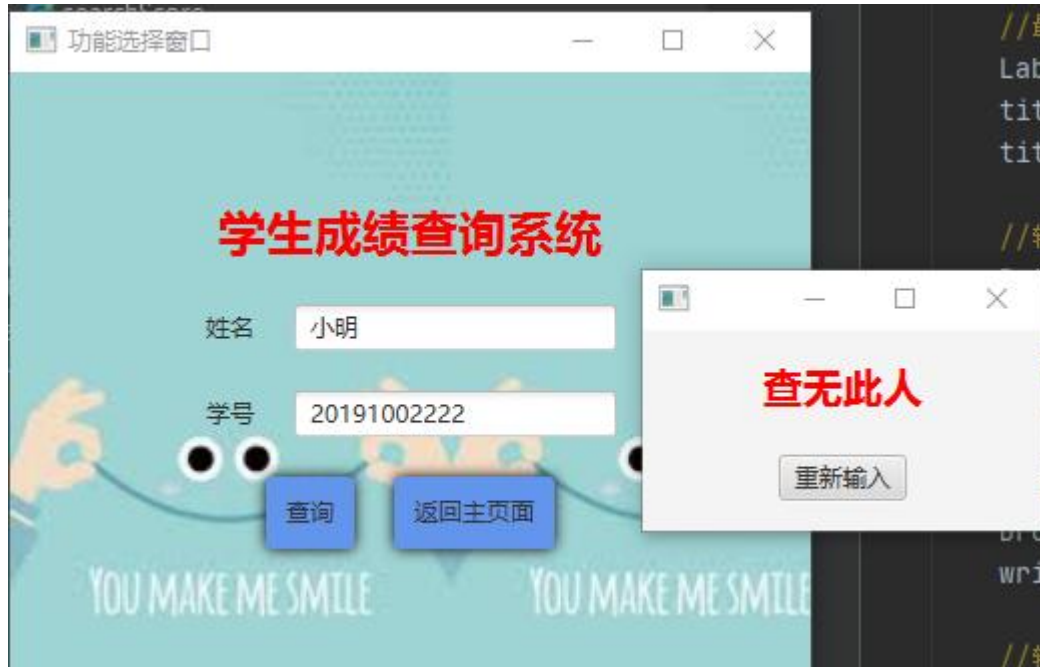 searchScore
功能选择窗口
学生成绩查询系统
姓名
小明
学号
20191002222
查询
返回主页面
YOU MAKE ME SMILE
YOU MAKE ME SMILE
查无此人
重新输入
//
Lab
tit
tit
//
wri
//